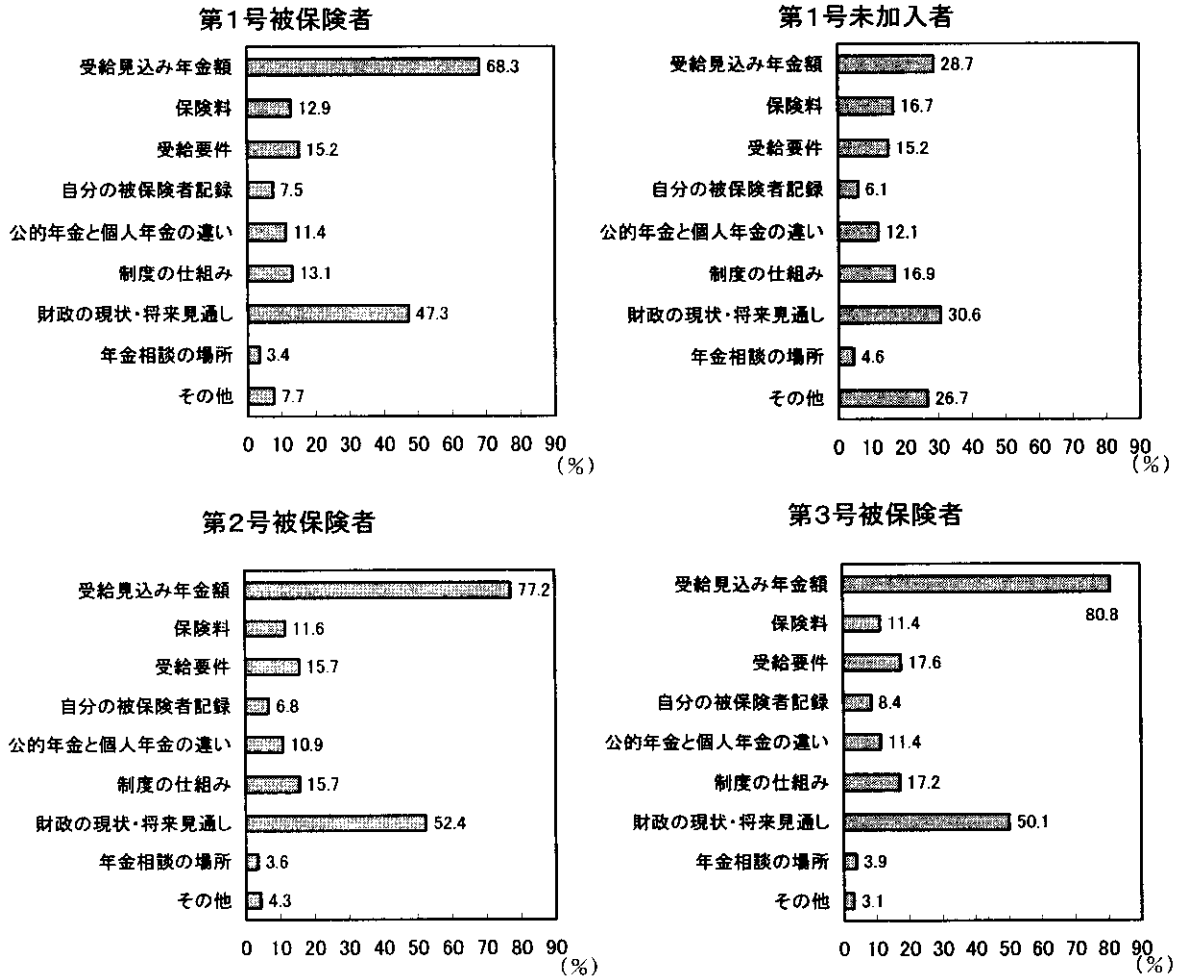 第1号被保険者
受給見込み年金額 68.3
保険料 12.9
受給要件 15.2
自分の被保険者記録 7.5
公的年金と個人年金の違い 11.4
制度の仕組み 13.1
財政の現状・将来見通し 47.3
年金相談の場所 3.4
その他 7.7
0 10 20 30 40 50 60 70 80 90
(%)
第1号未加入者
受給見込み年金額 28.7
保険料 16.7
受給要件 15.2
自分の被保険者記録 6.1
公的年金と個人年金の違い 12.1
制度の仕組み 16.9
財政の現状・将来見通し 30.6
年金相談の場所 4.6
その他 26.7
0 10 20 30 40 50 60 70 80 90
(%)
第2号被保険者
受給見込み年金額 77.2
保険料 11.6
受給要件 15.7
自分の被保険者記録 6.8
公的年金と個人年金の違い 10.9
制度の仕組み 15.7
財政の現状・将来見通し 52.4
年金相談の場所 3.6
その他 4.3
0 10 20 30 40 50 60 70 80 90
(%)
第3号被保険者
受給見込み年金額 80.8
保険料 11.4
受給要件 17.6
自分の被保険者記録 8.4
公的年金と個人年金の違い 11.4
制度の仕組み 17.2
財政の現状・将来見通し 50.1
年金相談の場所 3.9
その他 3.1
0 10 20 30 40 50 60 70 80 90
(%)